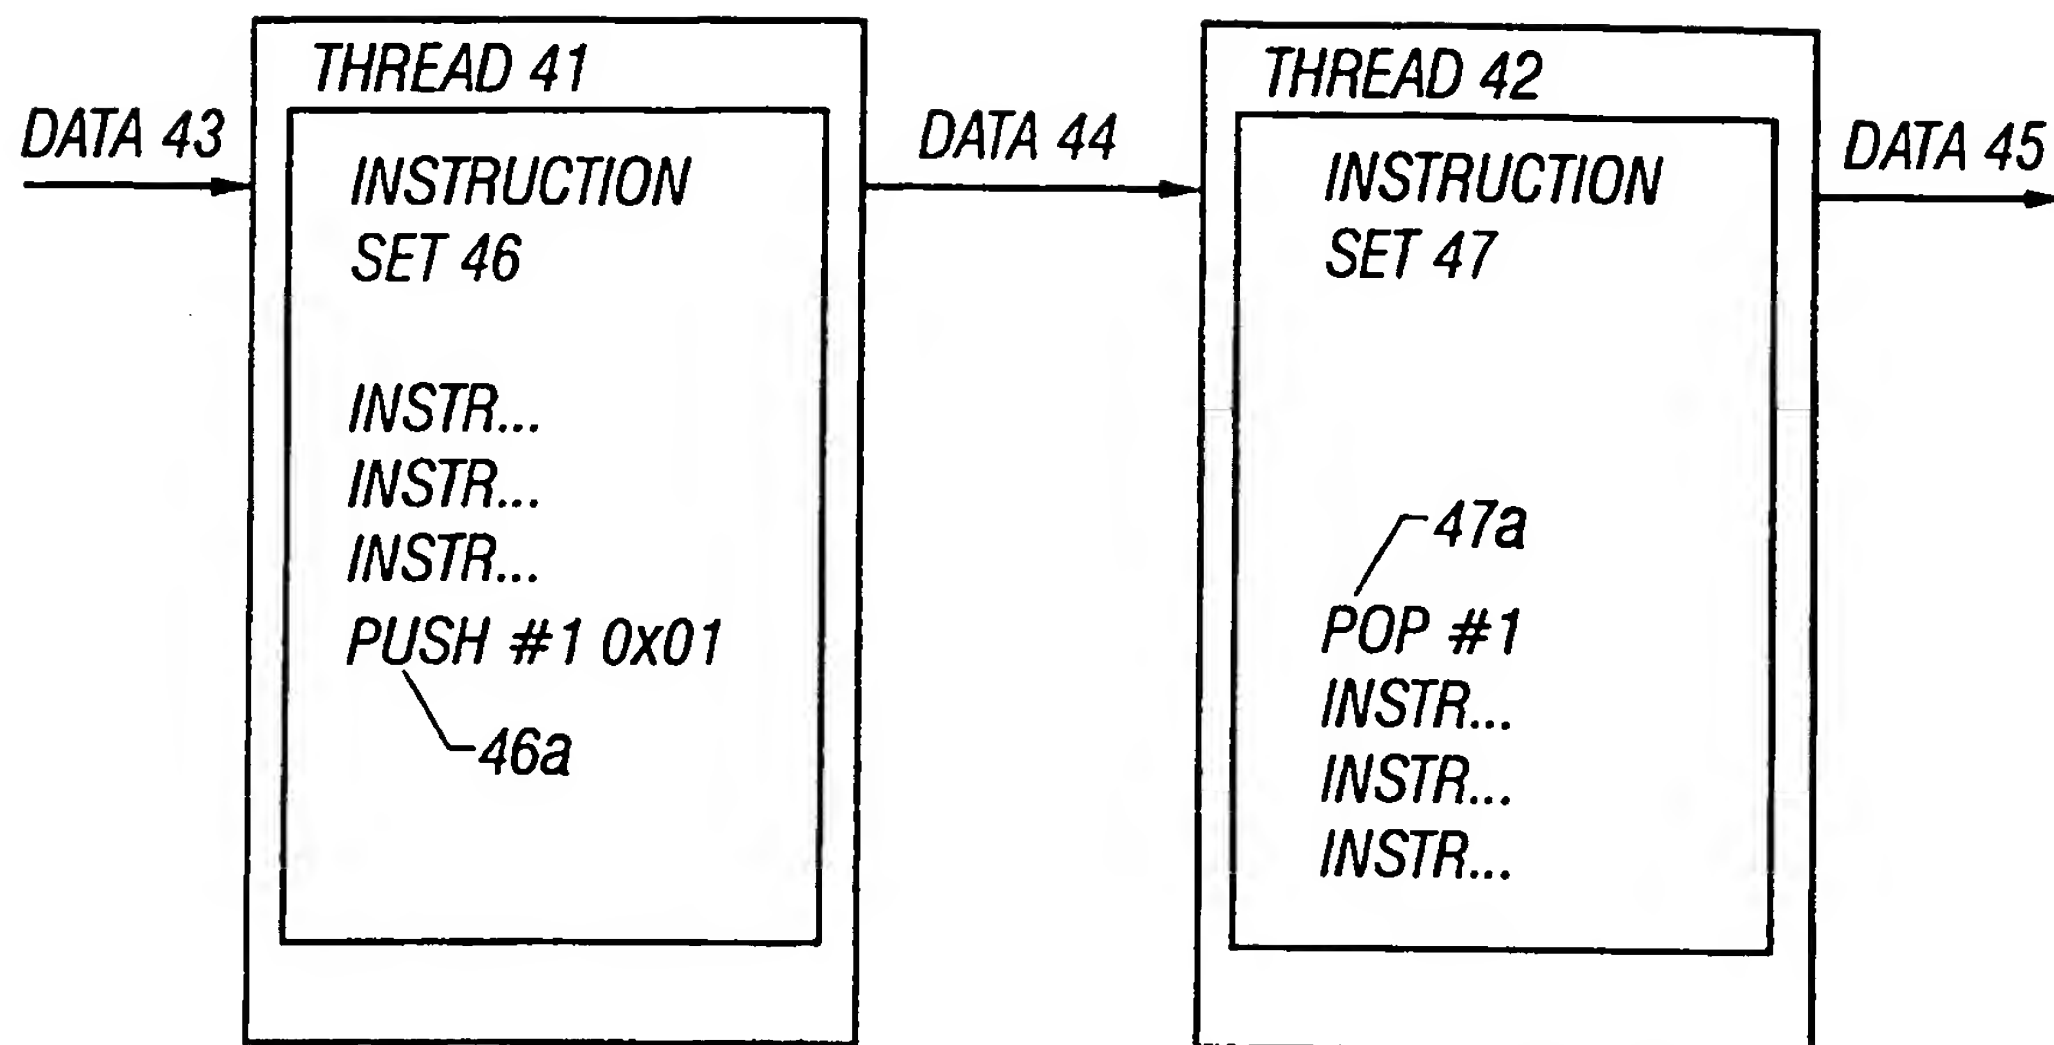 DATA 43
THREAD 41
INSTRUCTION
SET 46
INSTR...
INSTR...
INSTR...
PUSH #1 0x01
46a
DATA 44
THREAD 42
INSTRUCTION
SET 47
47a
POP #1
INSTR...
INSTR...
INSTR...
DATA 45